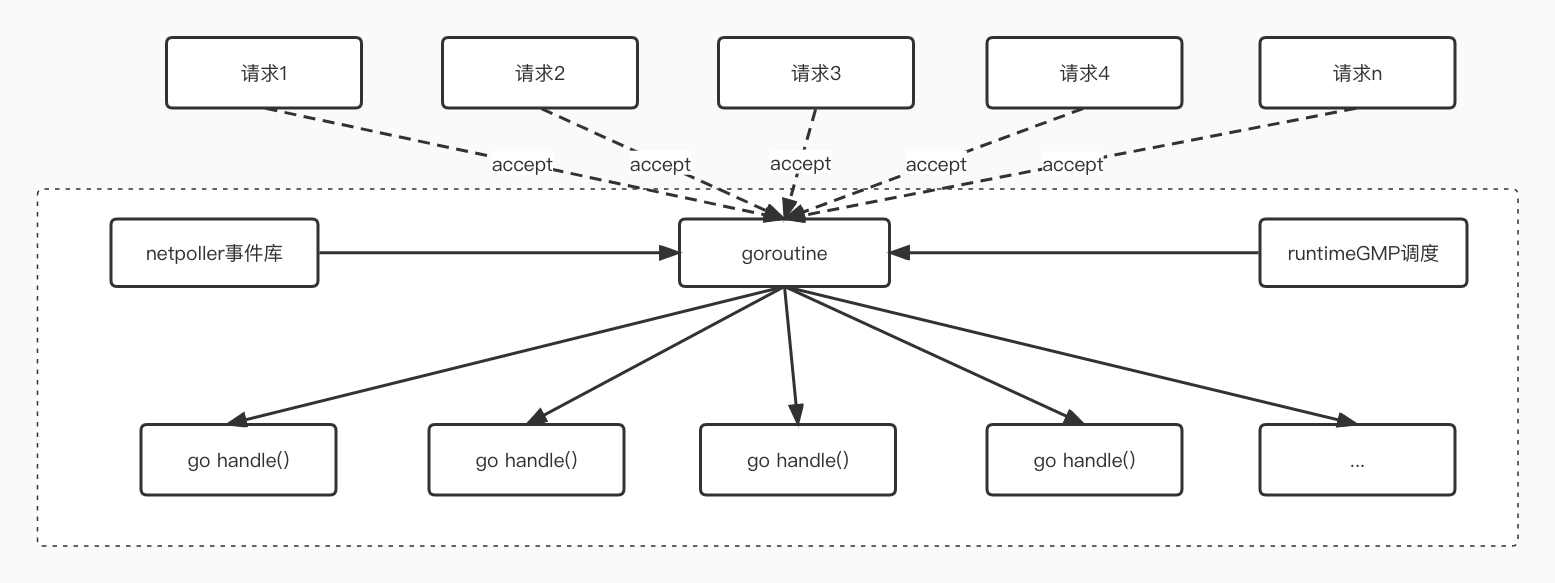 请求1
请求2
请求3
请求4
请求n
accept
accept
accept
accept
accept
netpoller事件库
goroutine
runtimeGMP调度
go handle()
go handle()
go handle()
go handle()
...